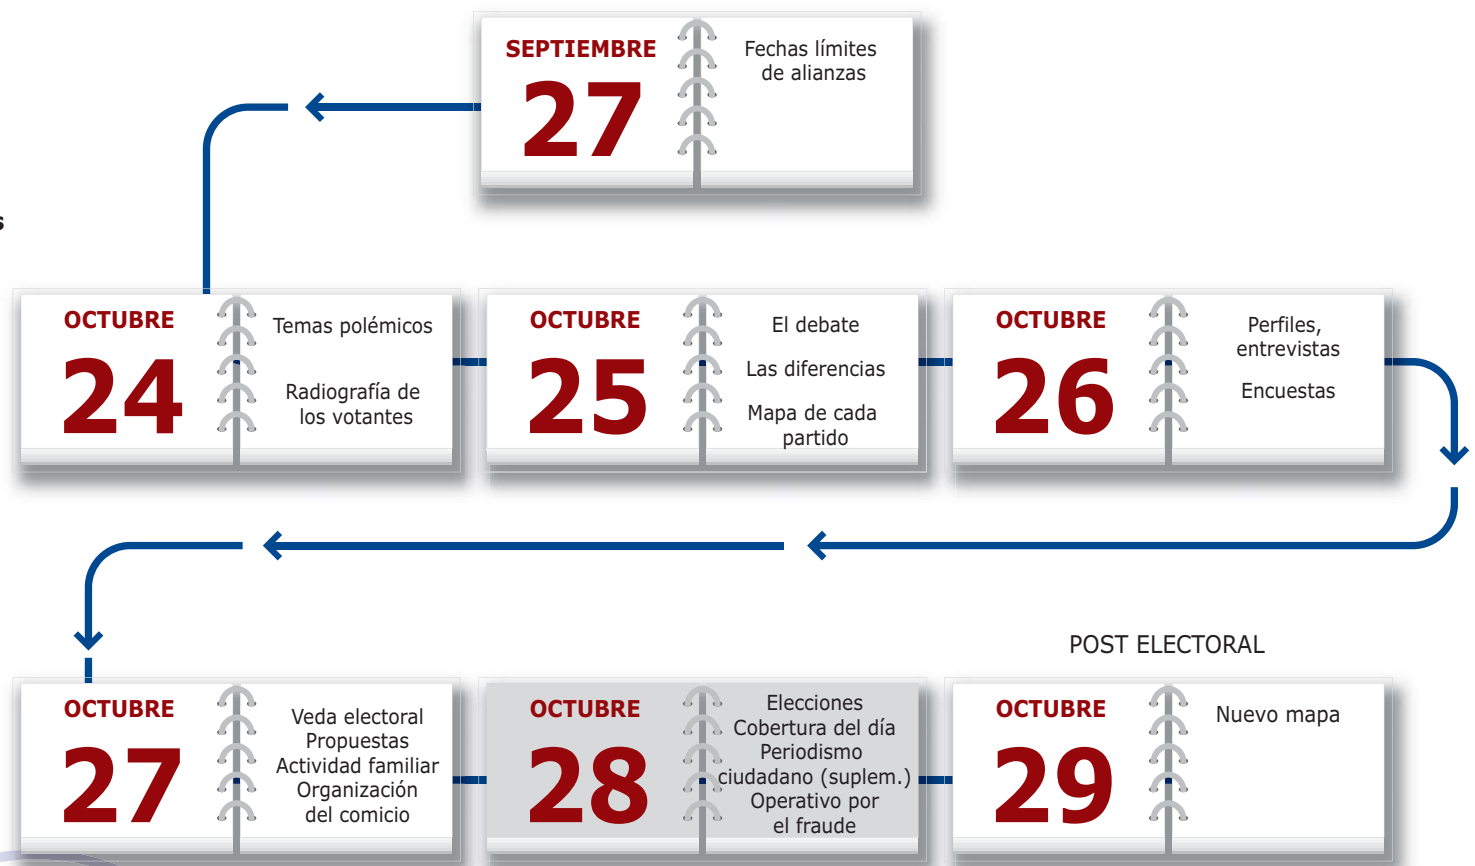 SEPTIEMBRE
27
Fechas límites
de alianzas
s
OCTUBRE
24
Temas polémicos
Radiografía de
los votantes
OCTUBRE
25
El debate
Las diferencias
Mapa de cada
partido
OCTUBRE
26
Perfiles,
entrevistas
Encuestas
OCTUBRE
27
Veda electoral
Propuestas
Actividad familiar
Organización
del comicio
OCTUBRE
28
Elecciones
Cobertura del día
Periodismo
ciudadano (suplem.)
Operativo por
el fraude
POST ELECTORAL
OCTUBRE
29
Nuevo mapa